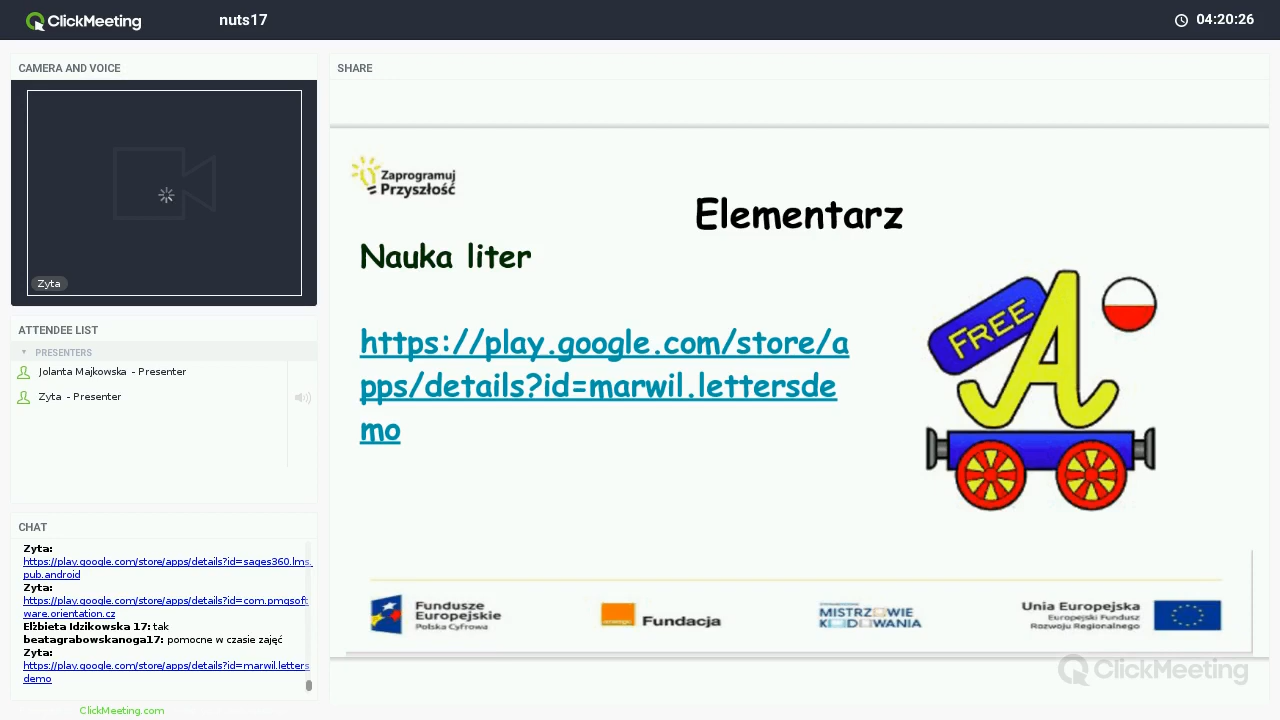 ClickMeeting
nuts17
04:20:26
CAMERA AND VOICE
Zyta
ATTENDEE LIST
PRESENTERS
Jolanta Majkowska - Presenter
Zyta - Presenter
CHAT
Zyta:
https://play.google.com/store/apps/details?id=sages360.lms.
pub.android
Zyta:
https://play.google.com/store/apps/details?id=com.pmqsoft
ware.orientation.cz
Elżbieta Idzikowska 17: tak
beatagrabowskanoga17: pomocne w czasie zajęć
Zyta:
https://play.google.com/store/apps/details?id=marwil.letters
demo
ClickMeeting.com
SHARE
Zaprogramuj
Przyszłość
Elementarz
Nauka liter
https://play.google.com/store/a
pps/details?id=marwil.lettersde
mo
FREE
A
Fundusze
Europejskie
Polska Cyfrowa
Fundacja
MISTRZOWIE
KODOWANIA
Unia Europejska
Europejski Fundusz
Rozwoju Regionalnego
ClickMeeting